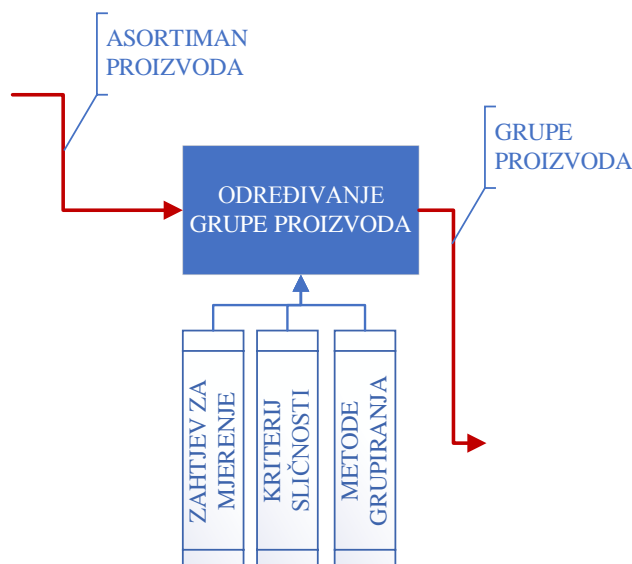 ASORTIMAN
PROIZVODA
GRUPE
PROIZVODA
ODREĐIVANJE
GRUPE PROIZVODA
ZAHTJEV ZA
MJERENJE
KRITERIJ
SLIČNOSTI
METODE
GRUPIRANJA